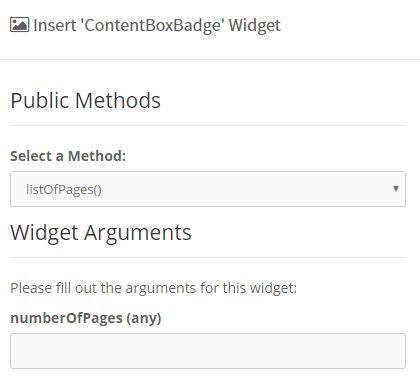 Insert 'ContentBoxBadge' Widget
Public Methods
Select a Method:
listOfPages()
Widget Arguments
Please fill out the arguments for this widget:
numberOfPages (any)